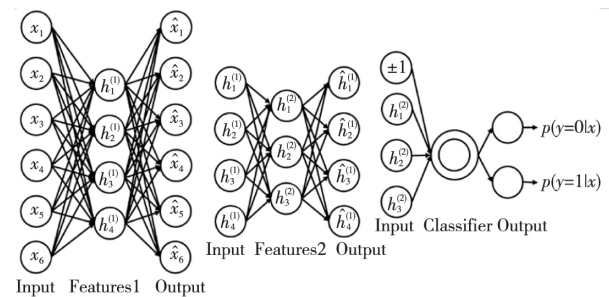 x₁ x̂₁
x₂ x̂₂
x₃ x̂₃
x₄ x̂₄
x₅ x̂₅
x₆ x̂₆
h₁⁽¹⁾
h₂⁽¹⁾
h₃⁽¹⁾
h₄⁽¹⁾
Input Features1 Output
h₁⁽¹⁾ ĥ₁⁽¹⁾
h₂⁽¹⁾ ĥ₂⁽¹⁾
h₃⁽¹⁾ ĥ₃⁽¹⁾
h₄⁽¹⁾ ĥ₄⁽¹⁾
h₁⁽²⁾
h₂⁽²⁾
h₃⁽²⁾
Input Features2 Output
±1
h₁⁽¹⁾
h₂⁽²⁾
h₃⁽²⁾
p(y=0|x)
p(y=1|x)
Input Classifier Output